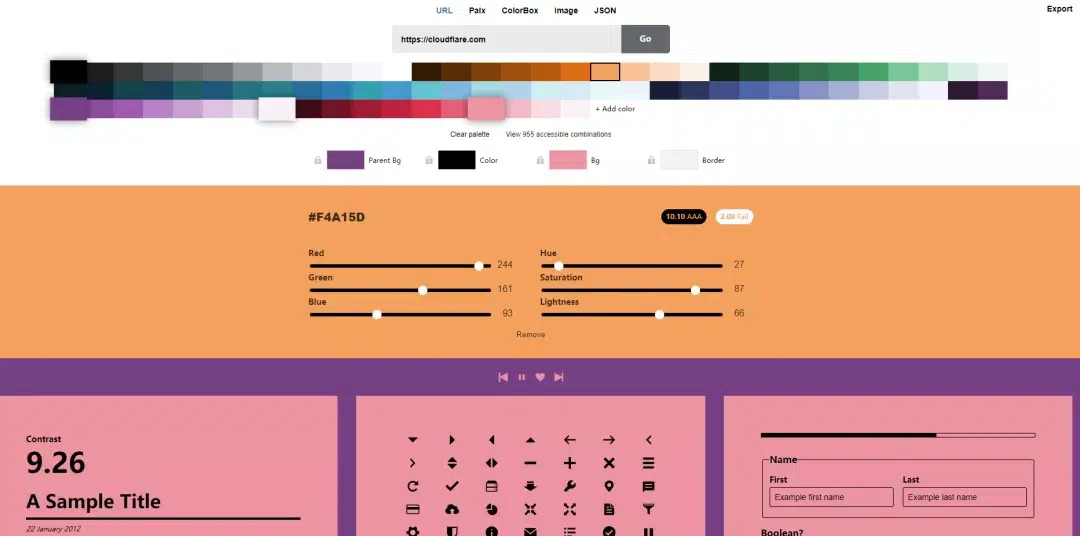 URL Palx ColorBox Image JSON Export
https://cloudflare.com Go
+ Add color
Clear palette View 955 accessible combinations
Parent Bg Color Bg Border
#F4A15D 10.10 AAA 2.08 Fail
Red 244 Hue 27
Green 161 Saturation 87
Blue 93 Lightness 66
Remove
Contrast
9.26
A Sample Title
22 January 2012
Name
First Last
Example first name Example last name
Boolean?